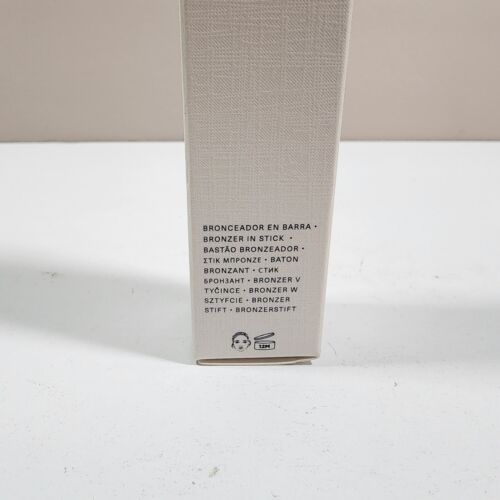 BRONCEADOR EN BARRA •
BRONZER IN STICK •
BASTÃO BRONZEADOR •
ΣΤΙΚ ΜΠΡΟΝΖΕ • BATON
BRONZANT • СТИК
БРОНЗАНТ • BRONZER V
TYČINCE • BRONZER W
SZTYFCIE • BRONZER
STIFT • BRONZERSTIFT
12M